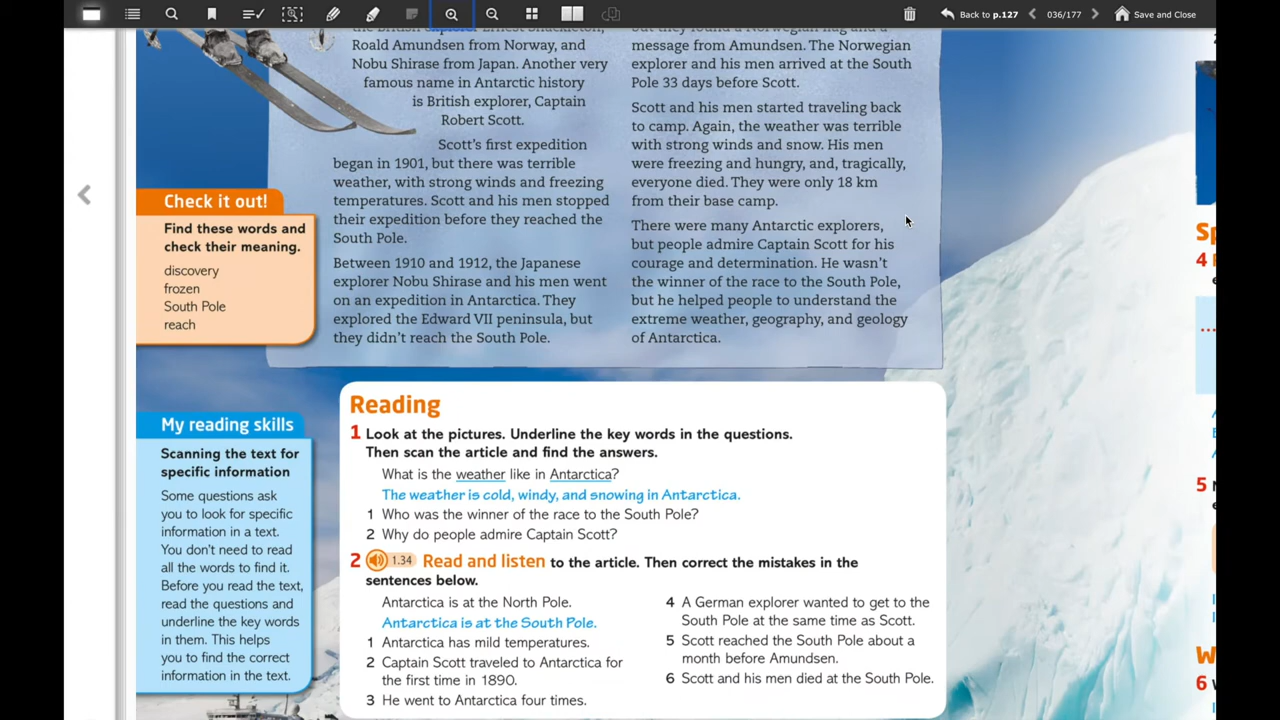 Back to p.127
036/177
Save and Close
Roald Amundsen from Norway, and
Nobu Shirase from Japan. Another very
famous name in Antarctic history
is British explorer, Captain
Robert Scott.
Scott's first expedition
began in 1901, but there was terrible
weather, with strong winds and freezing
temperatures. Scott and his men stopped
their expedition before they reached the
South Pole.
Between 1910 and 1912, the Japanese
explorer Nobu Shirase and his men went
on an expedition in Antarctica. They
explored the Edward VII peninsula, but
they didn't reach the South Pole.
message from Amundsen. The Norwegian
explorer and his men arrived at the South
Pole 33 days before Scott.
Scott and his men started traveling back
to camp. Again, the weather was terrible
with strong winds and snow. His men
were freezing and hungry, and, tragically,
everyone died. They were only 18 km
from their base camp.
There were many Antarctic explorers,
but people admire Captain Scott for his
courage and determination. He wasn't
the winner of the race to the South Pole,
but he helped people to understand the
extreme weather, geography, and geology
of Antarctica.
Check it out!
Find these words and
check their meaning.
discovery
frozen
South Pole
reach
My reading skills
Scanning the text for
specific information
Some questions ask
you to look for specific
information in a text.
You don't need to read
all the words to find it.
Before you read the text,
read the questions and
underline the key words
in them. This helps
you to find the correct
information in the text.
Reading
1 Look at the pictures. Underline the key words in the questions.
Then scan the article and find the answers.
What is the weather like in Antarctica?
The weather is cold, windy, and snowing in Antarctica.
1 Who was the winner of the race to the South Pole?
2 Why do people admire Captain Scott?
2 1.34 Read and listen to the article. Then correct the mistakes in the
sentences below.
Antarctica is at the North Pole.
Antarctica is at the South Pole.
1 Antarctica has mild temperatures.
2 Captain Scott traveled to Antarctica for
the first time in 1890.
3 He went to Antarctica four times.
4 A German explorer wanted to get to the
South Pole at the same time as Scott.
5 Scott reached the South Pole about a
month before Amundsen.
6 Scott and his men died at the South Pole.
4
5
6